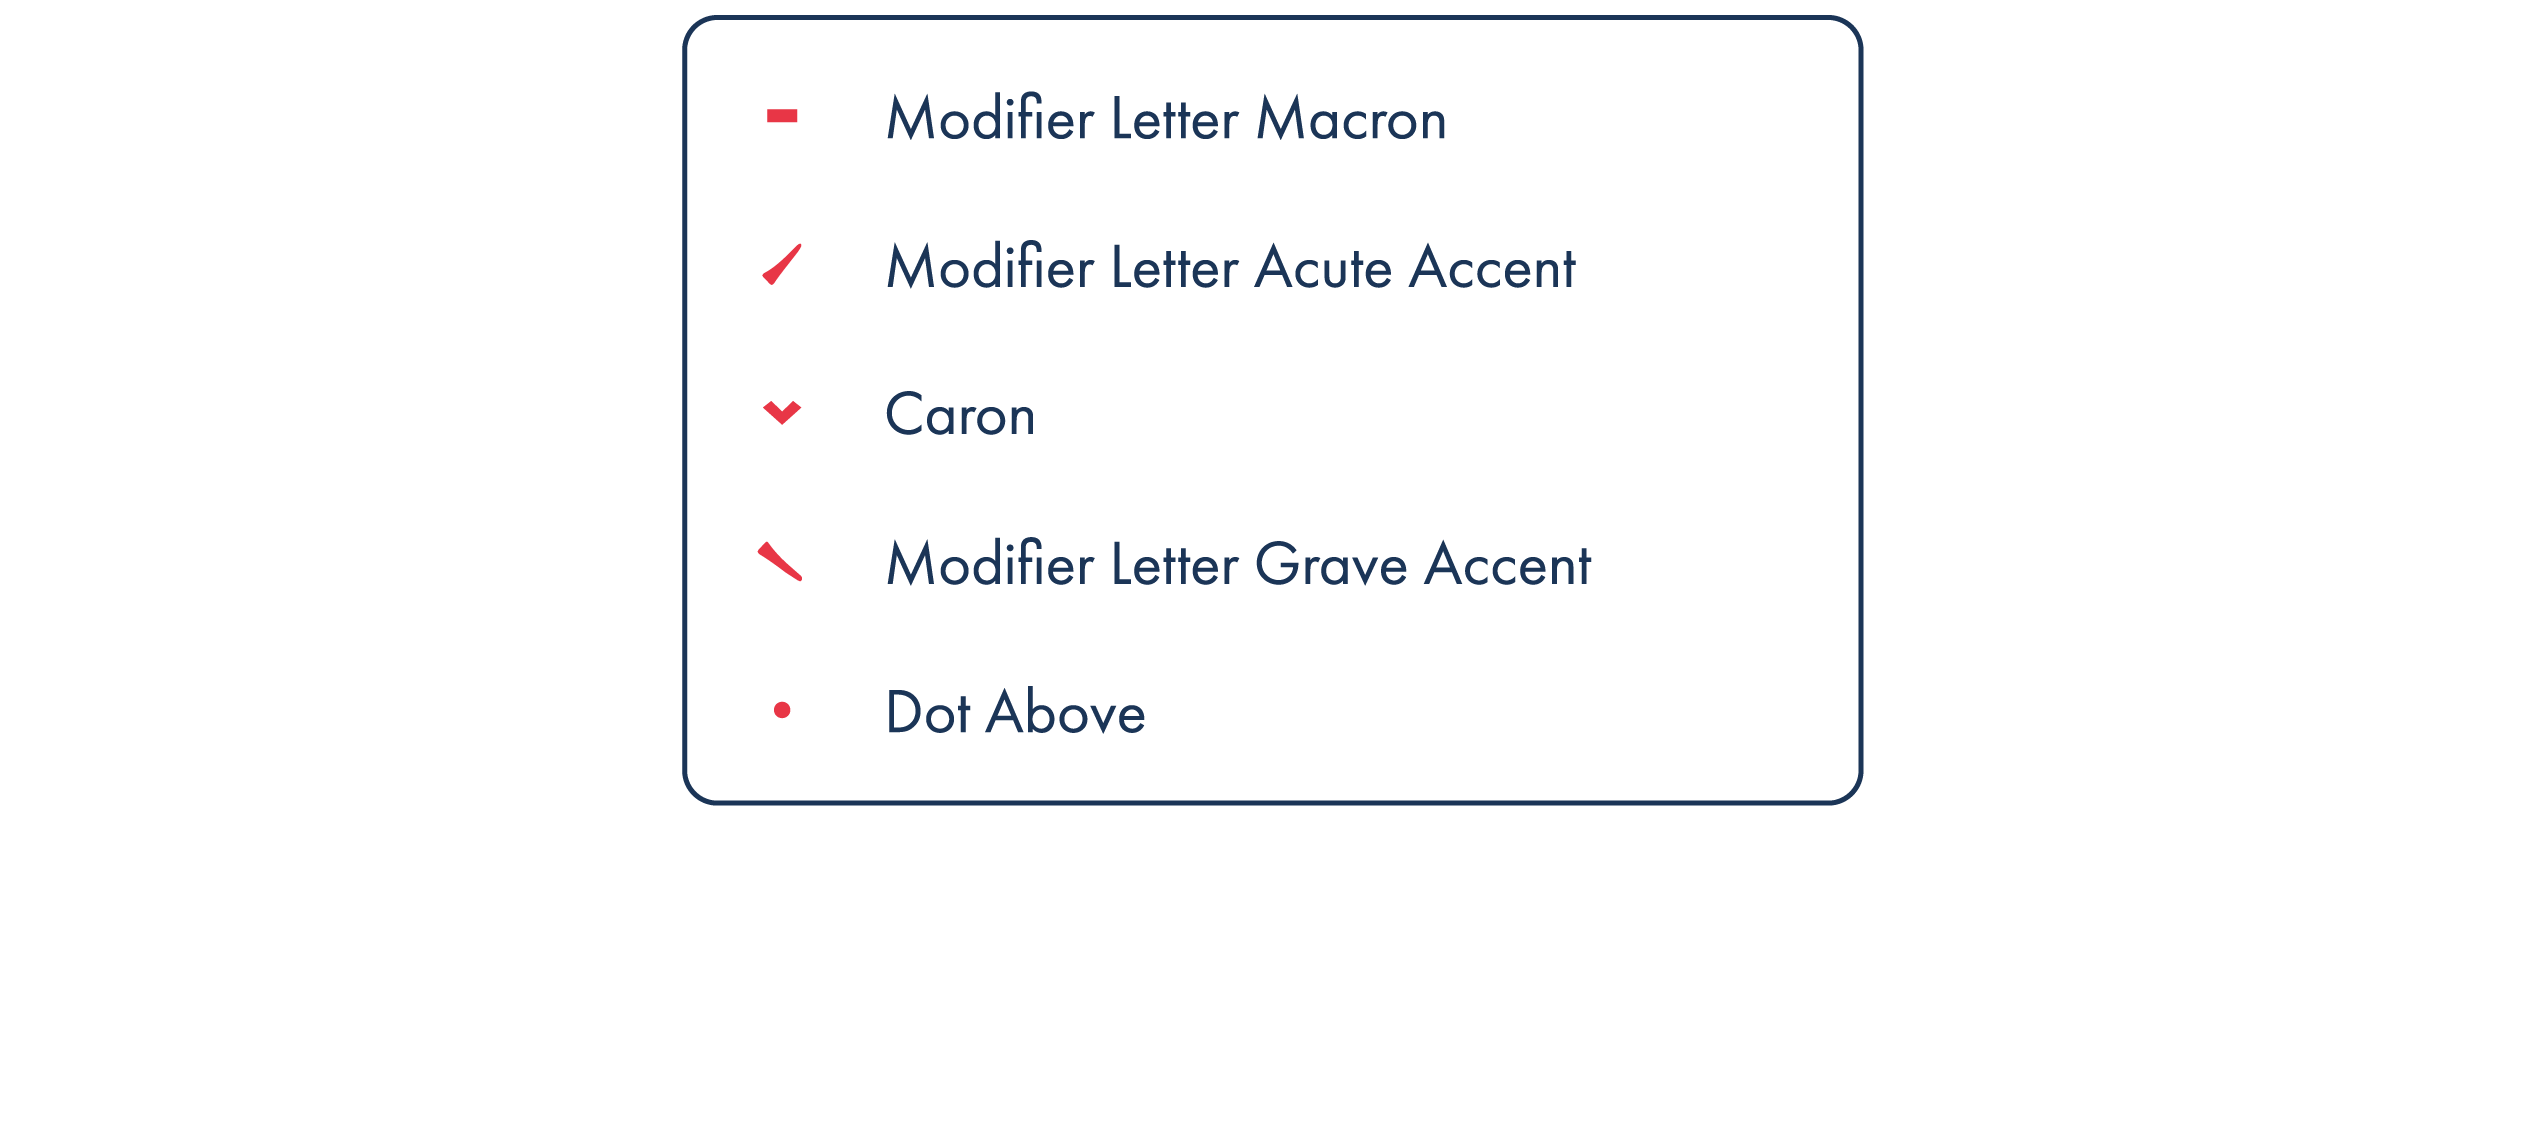 ˉ Modifier Letter Macron
ˊ Modifier Letter Acute Accent
ˇ Caron
ˋ Modifier Letter Grave Accent
˙ Dot Above